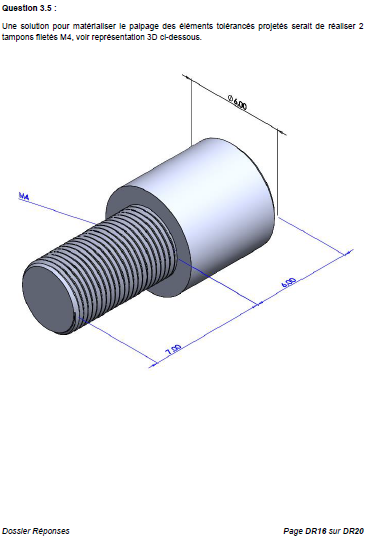 Question 3.5 :
Une solution pour matérialiser le palpage des éléments tolérancés projetés serait de réaliser 2
tampons filetés M4, voir représentation 3D ci-dessous.
∅6.00
M4
6.00
7.00
Dossier Réponses
Page DR16 sur DR20